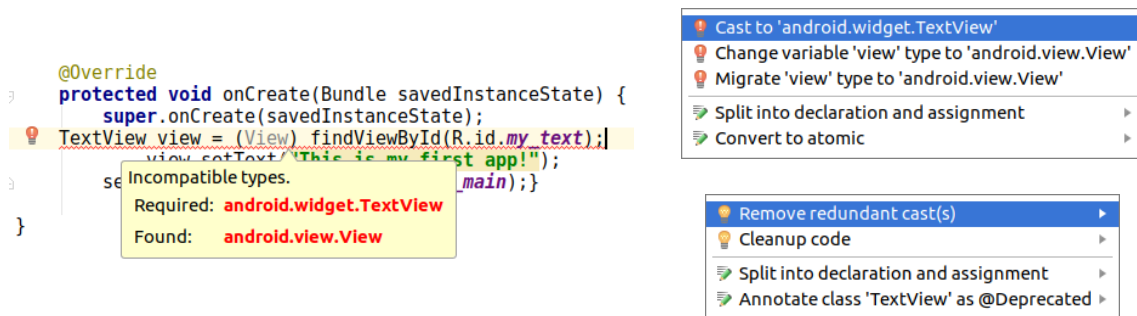 @Override
protected void onCreate(Bundle savedInstanceState) {
super.onCreate(savedInstanceState);
TextView view = (View) findViewById(R.id.my_text);
view.setText("This is my first app!");
se _main);}
}
Incompatible types.
Required: android.widget.TextView
Found: android.view.View
Cast to 'android.widget.TextView'
Change variable 'view' type to 'android.view.View'
Migrate 'view' type to 'android.view.View'
Split into declaration and assignment
Convert to atomic
Remove redundant cast(s)
Cleanup code
Split into declaration and assignment
Annotate class 'TextView' as @Deprecated